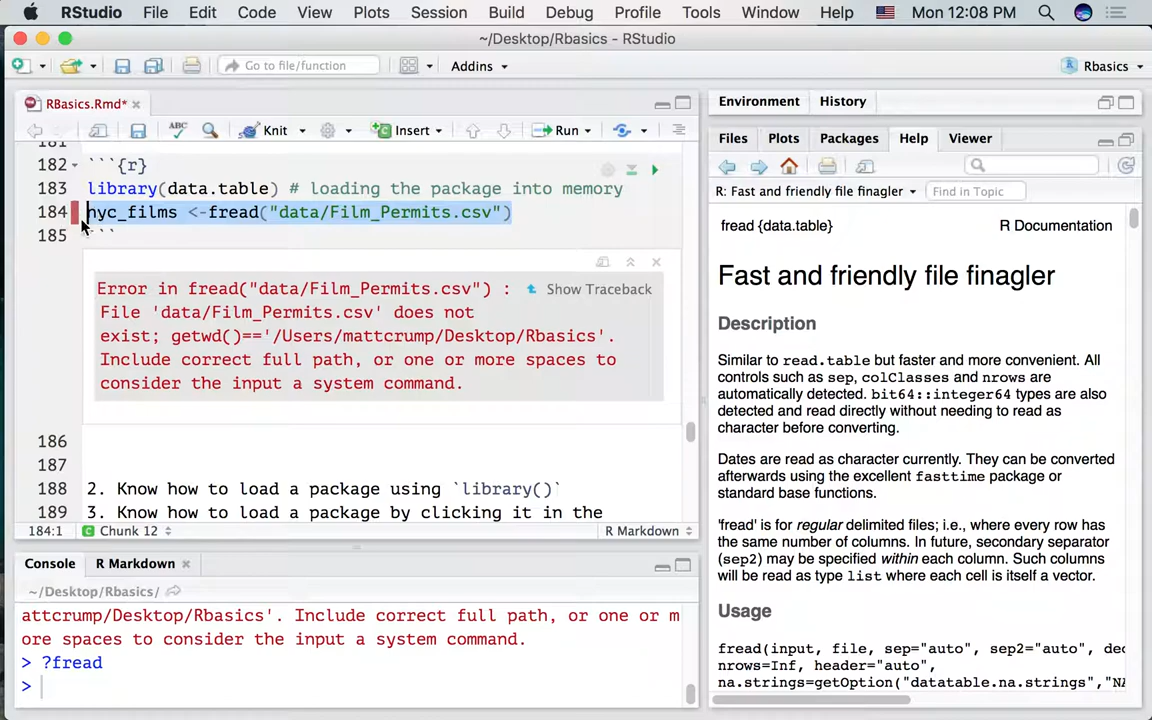 RStudio File Edit Code View Plots Session Build Debug Profile Tools Window Help Mon 12:08 PM
~/Desktop/Rbasics - RStudio
Go to file/function Addins Rbasics
RBasics.Rmd*
ABC Knit Insert Run
181
182 ```{r}
183 library(data.table) # loading the package into memory
184 nyc_films <-fread("data/Film_Permits.csv")
185 ```
Error in fread("data/Film_Permits.csv") : Show Traceback
File 'data/Film_Permits.csv' does not
exist; getwd()=='/Users/mattcrump/Desktop/Rbasics'.
Include correct full path, or one or more spaces to
consider the input a system command.
186
187
188 2. Know how to load a package using `library()`
189 3. Know how to load a package by clicking it in the
184:1 Chunk 12 R Markdown
Console R Markdown
~/Desktop/Rbasics/
attcrump/Desktop/Rbasics'. Include correct full path, or one or m
ore spaces to consider the input a system command.
> ?fread
>
Environment History
Files Plots Packages Help Viewer
R: Fast and friendly file finagler Find in Topic
fread {data.table} R Documentation
Fast and friendly file finagler
Description
Similar to read.table but faster and more convenient. All
controls such as sep, colClasses and nrows are
automatically detected. bit64::integer64 types are also
detected and read directly without needing to read as
character before converting.
Dates are read as character currently. They can be converted
afterwards using the excellent fasttime package or
standard base functions.
'fread' is for regular delimited files; i.e., where every row has
the same number of columns. In future, secondary separator
(sep2) may be specified within each column. Such columns
will be read as type list where each cell is itself a vector.
Usage
fread(input, file, sep="auto", sep2="auto", dec
nrows=Inf, header="auto",
na.strings=getOption("datatable.na.strings","NA